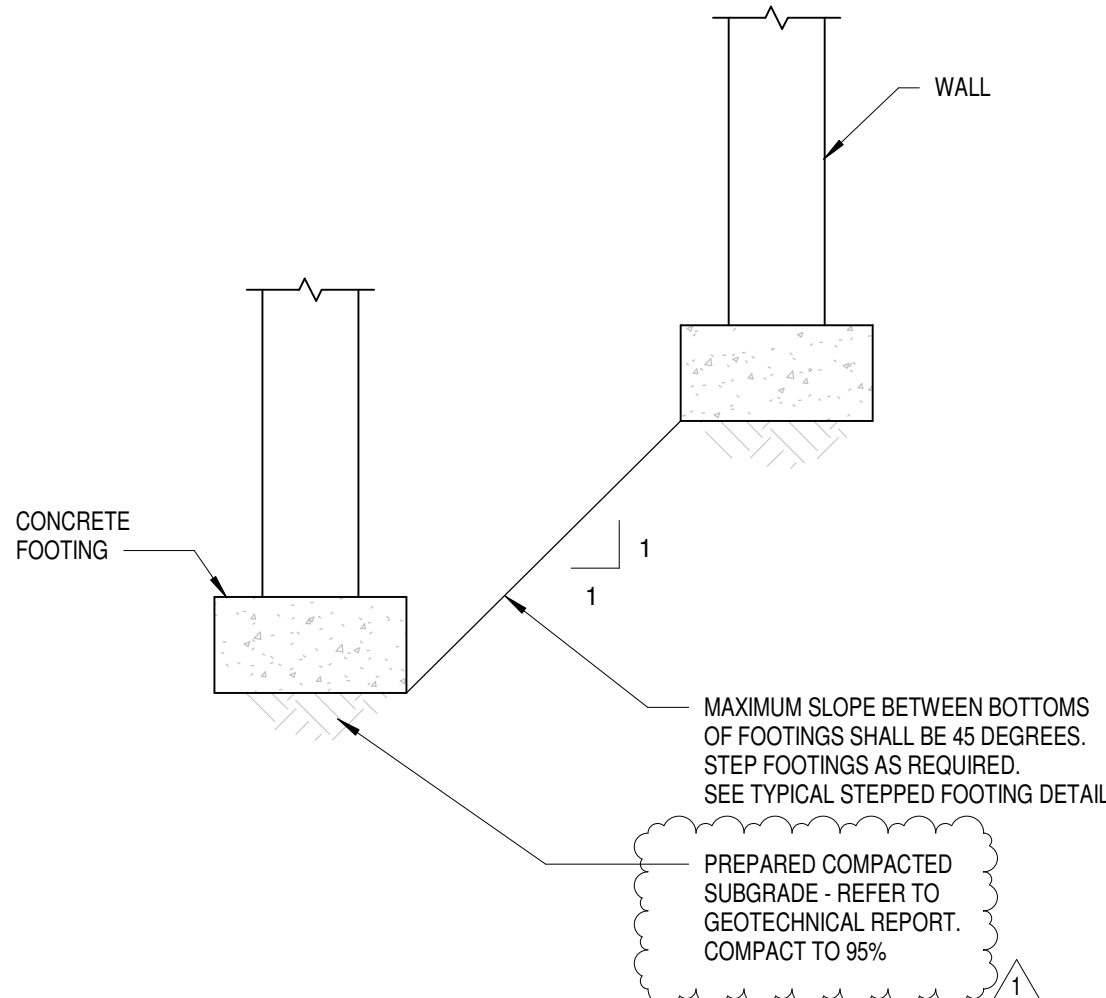 WALL
CONCRETE
FOOTING
1
1
MAXIMUM SLOPE BETWEEN BOTTOMS
OF FOOTINGS SHALL BE 45 DEGREES.
STEP FOOTINGS AS REQUIRED.
SEE TYPICAL STEPPED FOOTING DETAIL
PREPARED COMPACTED
SUBGRADE - REFER TO
GEOTECHNICAL REPORT.
COMPACT TO 95%
1